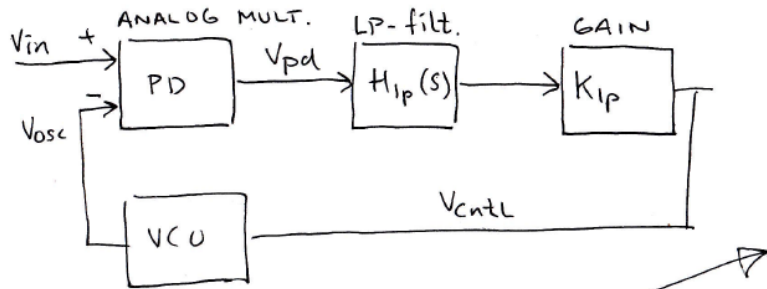 ANALOG MULT.
LP-filt.
GAIN
Vin
+
PD
Vpd
Hlp(s)
Klp
-
Vosc
VCO
Vcntl